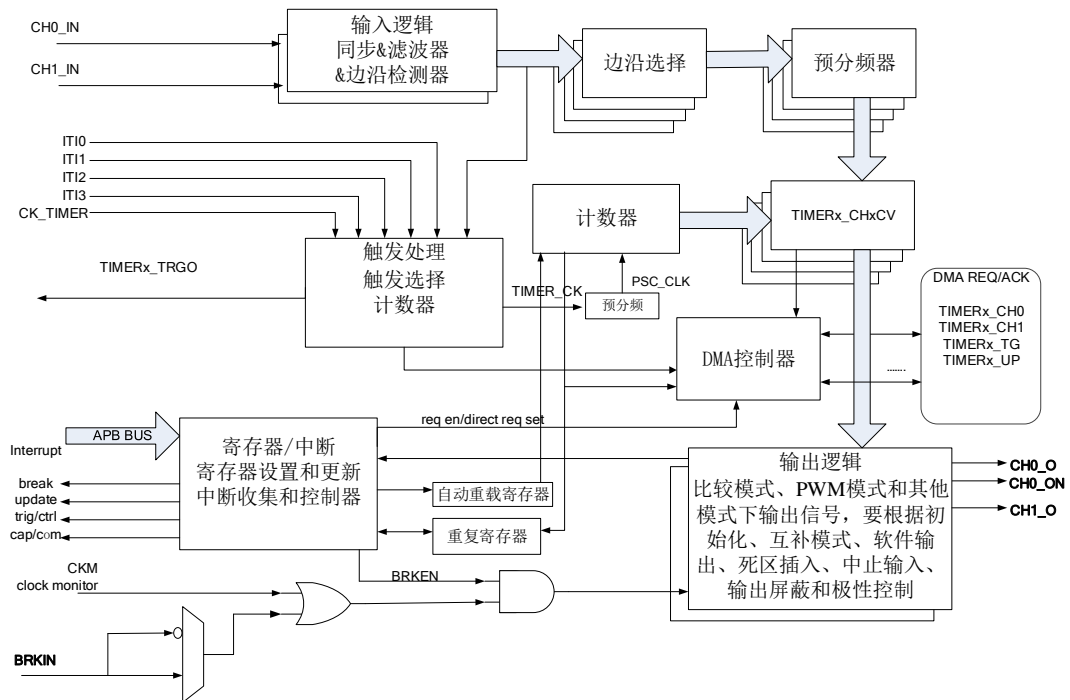 CH0_IN
CH1_IN
输入逻辑
同步&滤波器
&边沿检测器
边沿选择
预分频器
ITI0
ITI1
ITI2
ITI3
CK_TIMER
触发处理
触发选择
计数器
TIMERx_TRGO
TIMER_CK
预分频
PSC_CLK
计数器
TIMERx_CHxCV
DMA控制器
DMA REQ/ACK
TIMERx_CH0
TIMERx_CH1
TIMERx_TG
TIMERx_UP
…….
APB BUS
Interrupt
break
update
trig/ctrl
cap/com
寄存器/中断
寄存器设置和更新
中断收集和控制器
req en/direct req set
自动重载寄存器
重复寄存器
输出逻辑
比较模式、PWM模式和其他
模式下输出信号，要根据初
始化、互补模式、软件输
出、死区插入、中止输入、
输出屏蔽和极性控制
CH0_O
CH0_ON
CH1_O
CKM
clock monitor
BRKEN
BRKIN